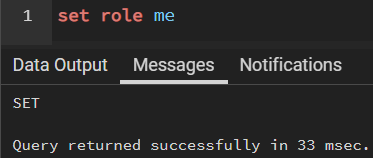 1 set role me
Data Output Messages Notifications
SET
Query returned successfully in 33 msec.